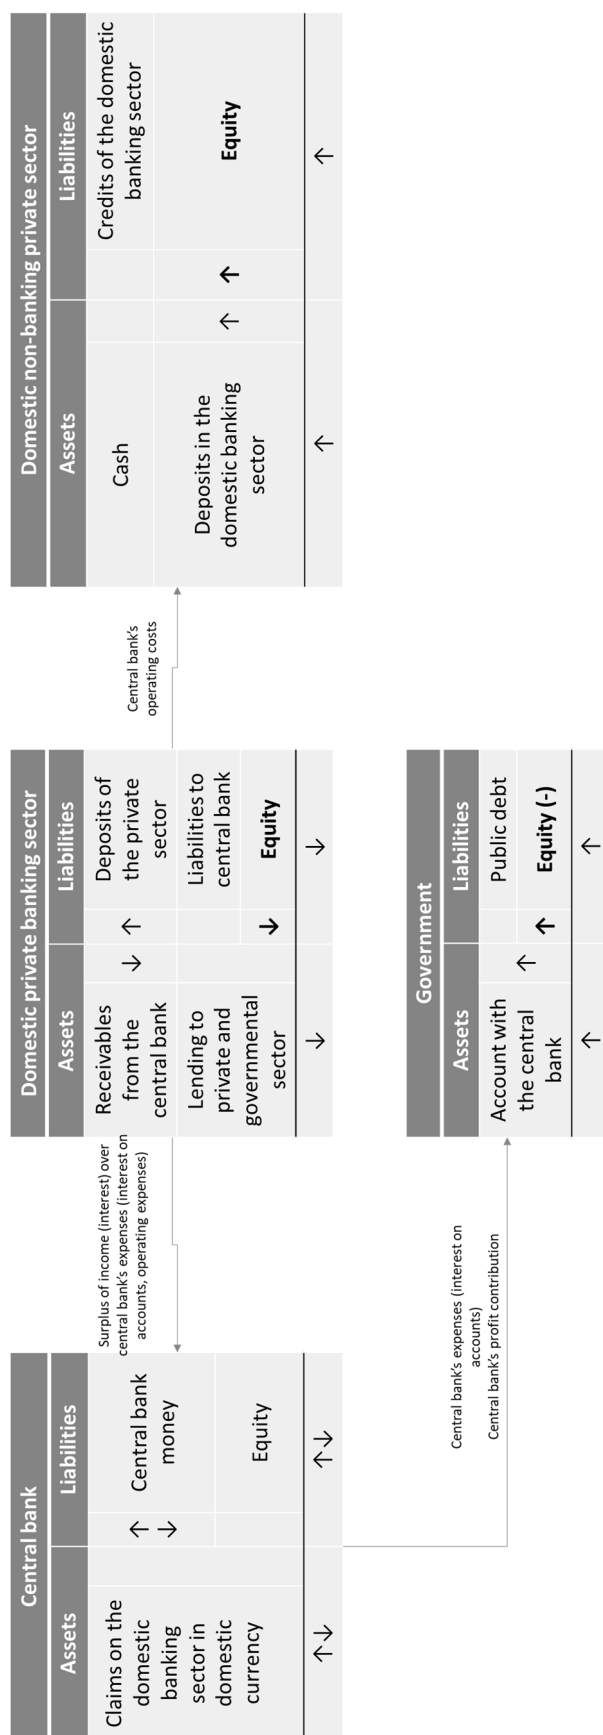 Central bank
Assets
Liabilities
Claims on the
domestic
banking
sector in
domestic
currency
↑
↓
Central bank
money
Equity
↑↓
↑↓
Surplus of income (interest) over
central bank's expenses (interest on
accounts, operating expenses)
Domestic private banking sector
Assets
Liabilities
Receivables
from the
central bank
↓
↑
Deposits of
the private
sector
Lending to
private and
governmental
sector
Liabilities to
central bank
↓
Equity
↓
↓
Central bank's
operating costs
Domestic non-banking private sector
Assets
Liabilities
Cash
Credits of the domestic
banking sector
Deposits in the
domestic banking
sector
↑
↑
Equity
↑
↑
Central bank's expenses (interest on
accounts)
Central bank's profit contribution
Government
Assets
Liabilities
Account with
the central
bank
↑
Public debt
↑
Equity (-)
↑
↑